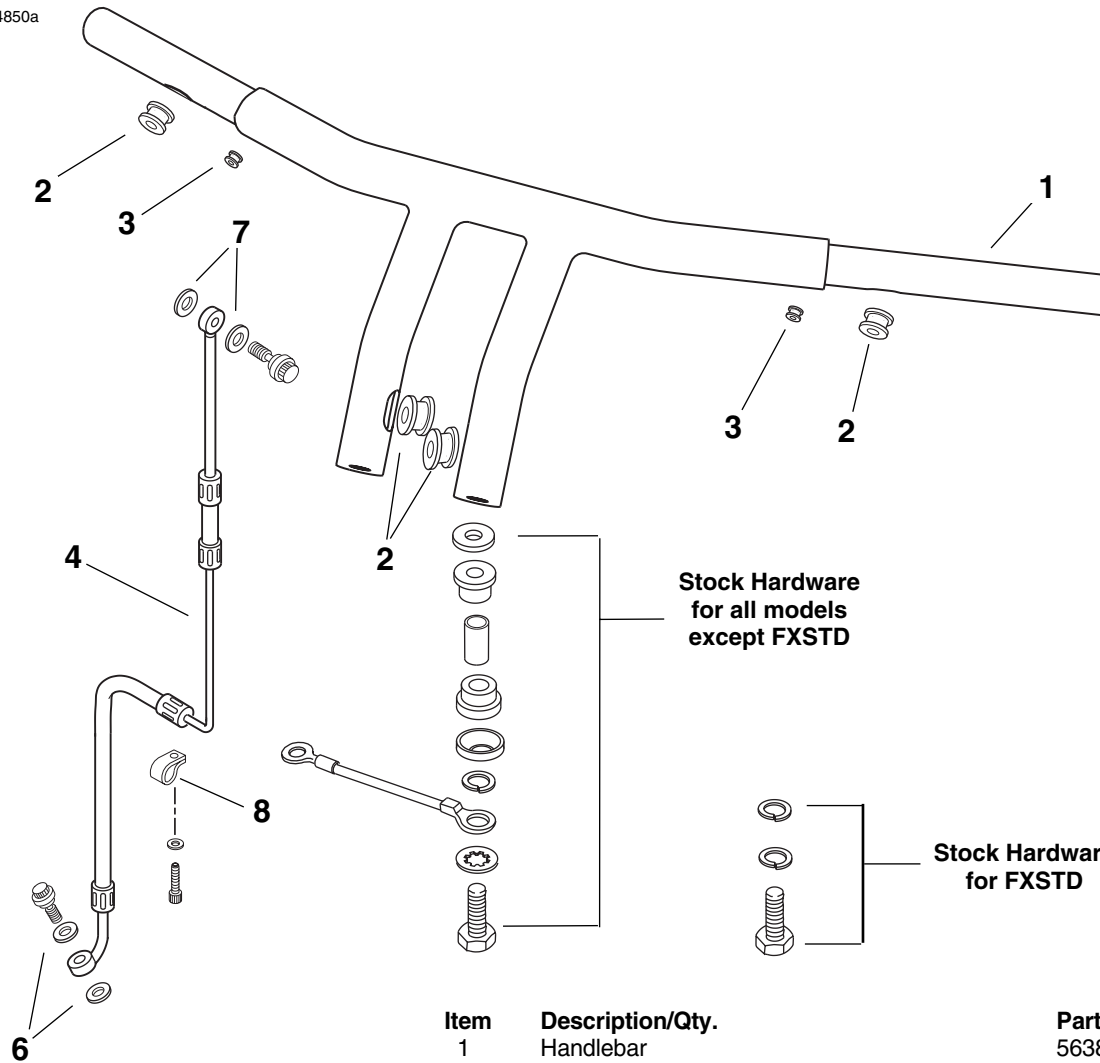 4850a
2
3
7
1
3
2
2
4
Stock Hardware
for all models
except FXSTD
8
Stock Hardwar
for FXSTD
6
Item Description/Qty. Part
1 Handlebar 5638